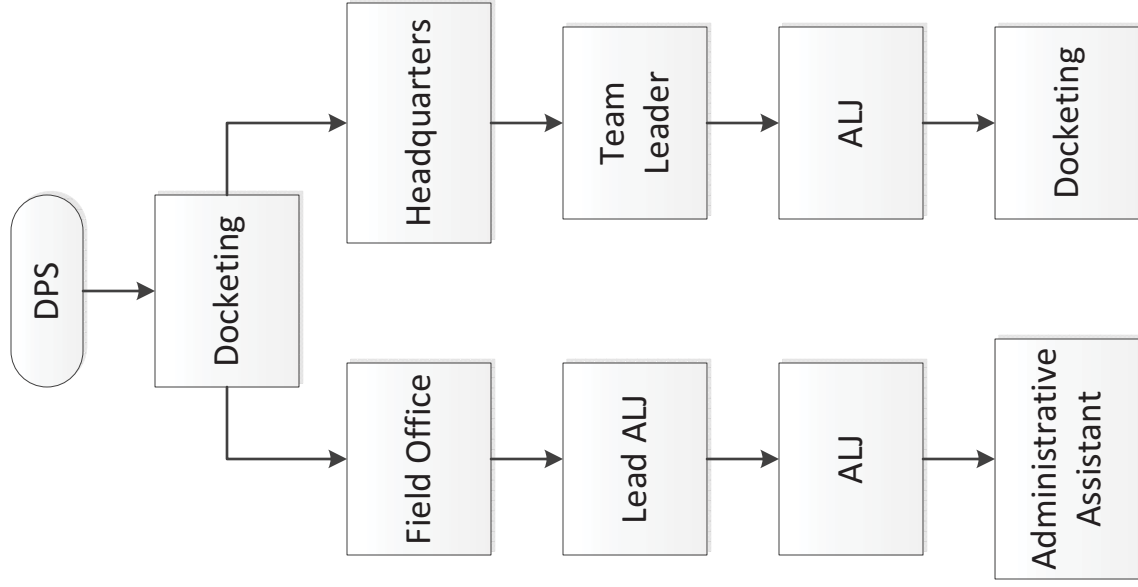 DPS
Docketing
Field Office
Headquarters
Lead ALJ
Team
Leader
ALJ
ALJ
Administrative
Assistant
Docketing